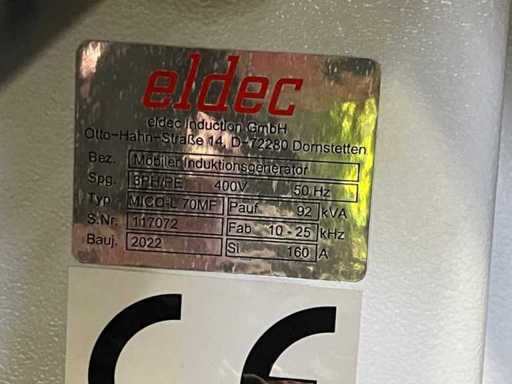 eldec
eldec induction GmbH
Otto-Hahn-Straße 14, D-72280 Dornstetten
Bez. Mobiler Induktionsgenerator
Spg. 3PH/PE 400V 50 Hz
Typ MICO-L 70MF Pauf 92 kVA
S.Nr. 117072 Fab 10 - 25 kHz
Bauj. 2022 Si 160 A
CE